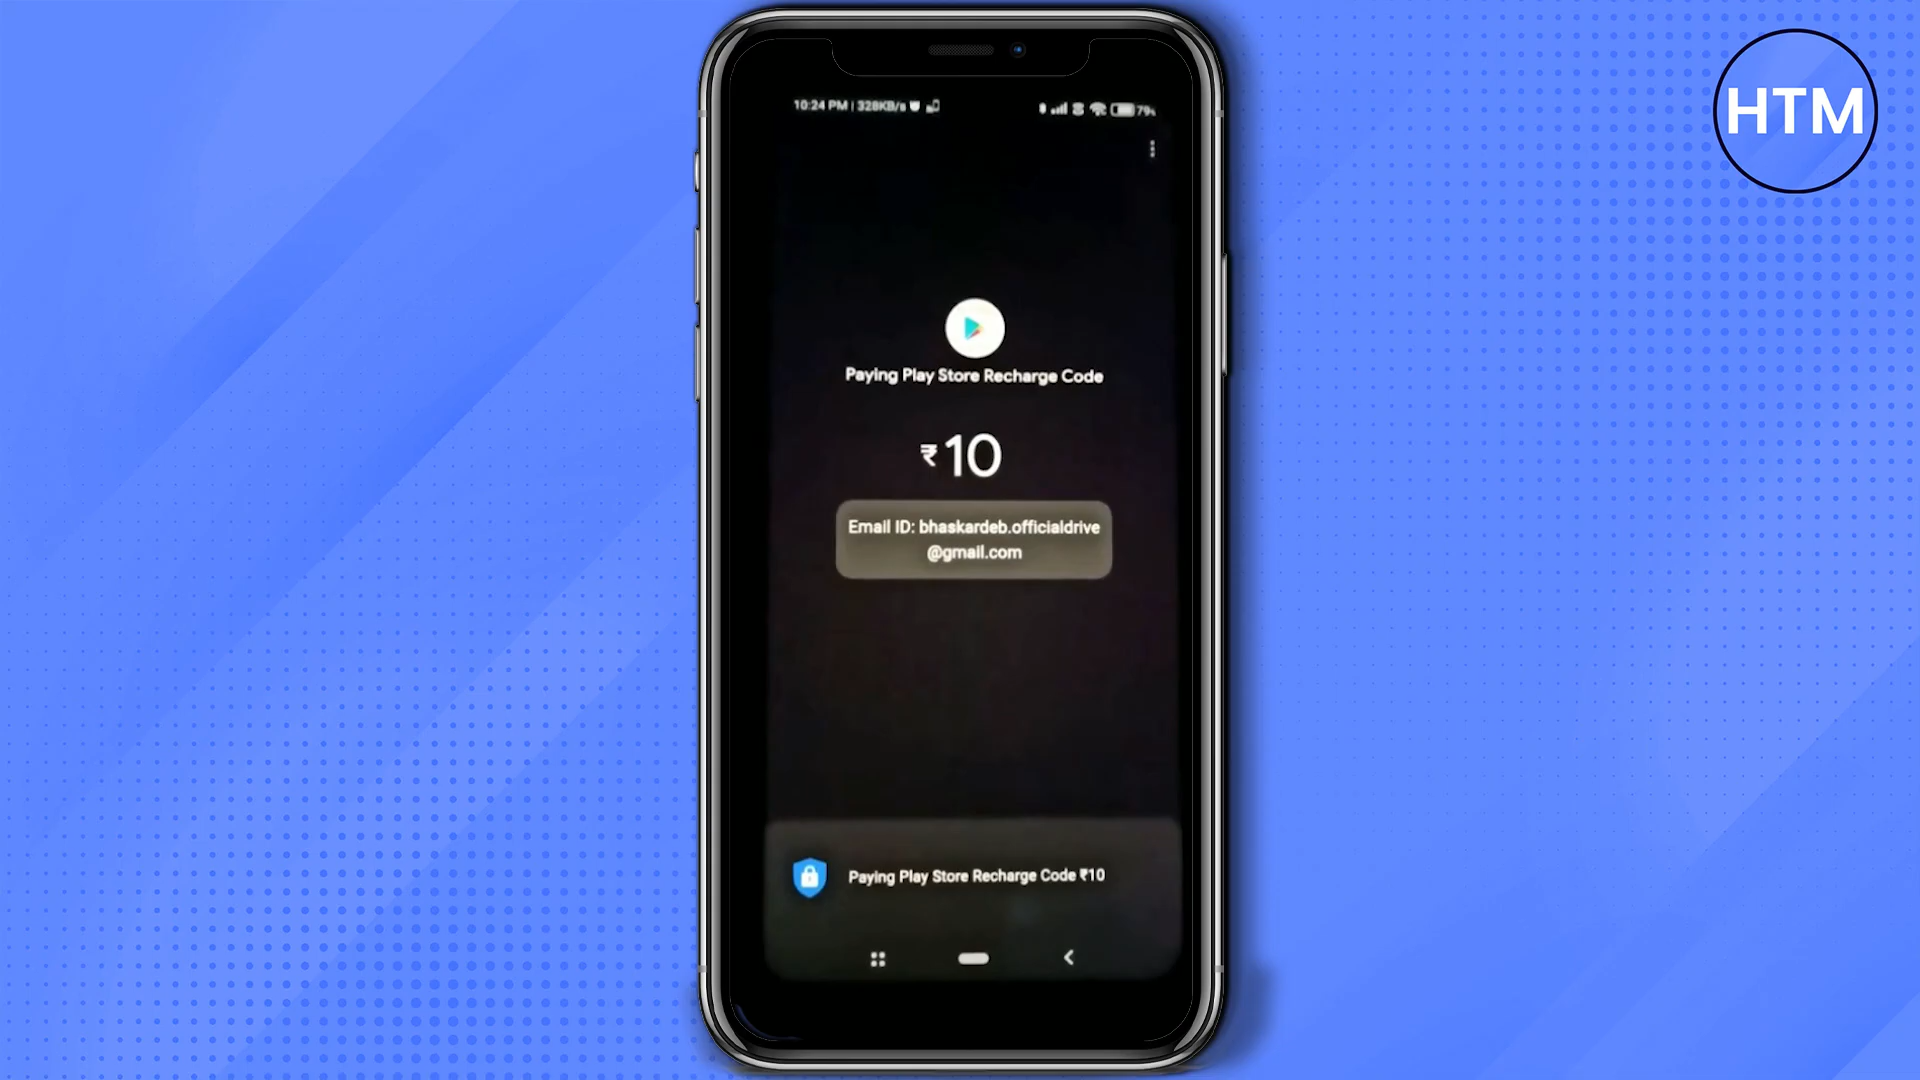 HTM
10:24 PM | 328KB/s
79%
Paying Play Store Recharge Code
₹10
Email ID: bhaskardeb.officialdrive
@gmail.com
Paying Play Store Recharge Code ₹10